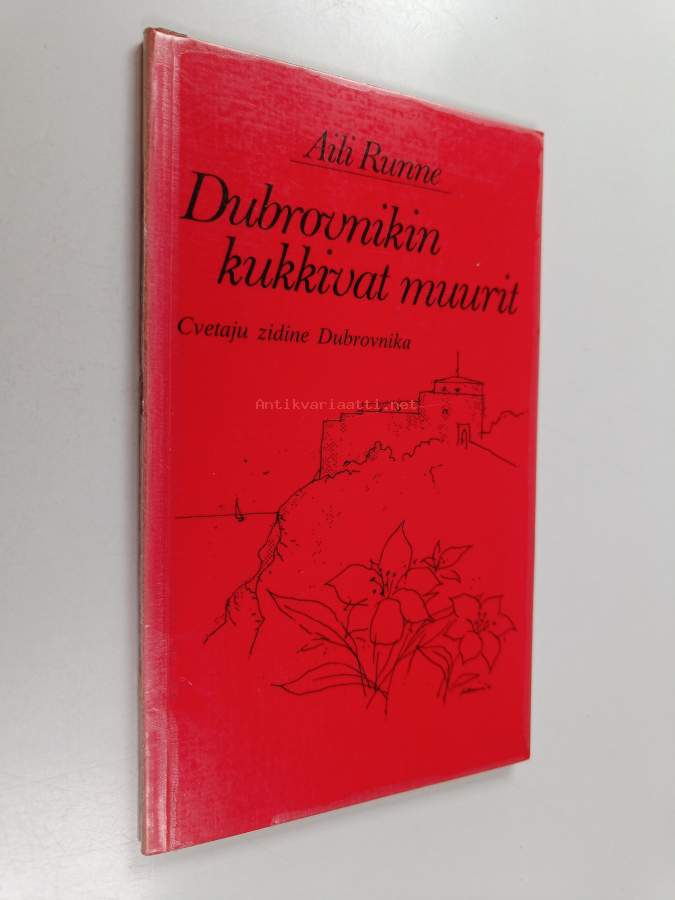 Aili Runne
Dubrovnikin
kukkivat muurit
Cvetaju zidine Dubrovnika
Antikvariaatti.net